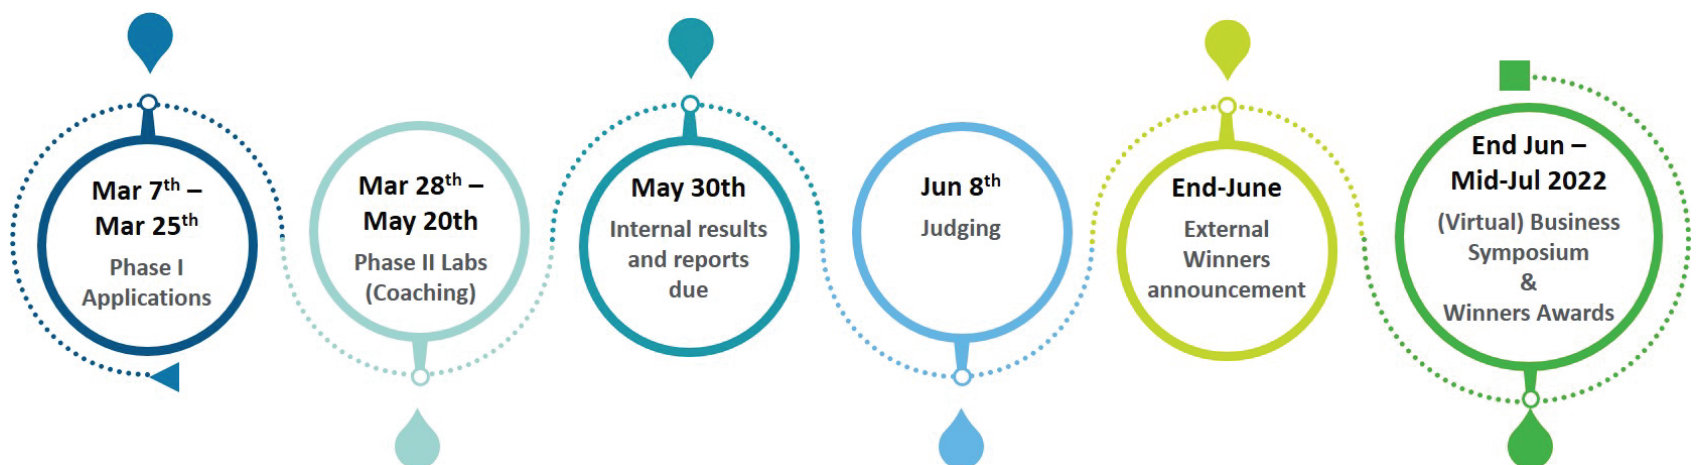 Mar 7th –
Mar 25th
Phase I
Applications
Mar 28th –
May 20th
Phase II Labs
(Coaching)
May 30th
Internal results
and reports
due
Jun 8th
Judging
End-June
External
Winners
announcement
End Jun –
Mid-Jul 2022
(Virtual) Business
Symposium
&
Winners Awards